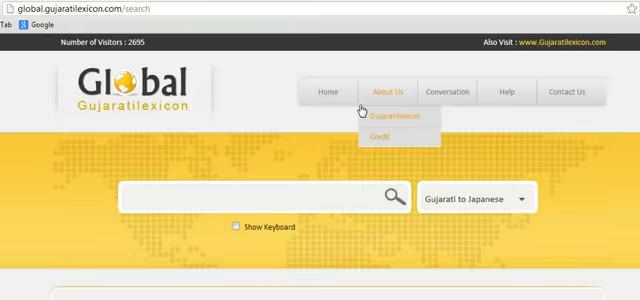 global.gujaratilexicon.com/search
Tab Google
Number of Visitors : 2695
Also Visit : www.Gujaratilexicon.com
Global
Gujaratilexicon
Home About Us Conversation Help Contact Us
Gujaratilexicon
Credit
Gujarati to Japanese
Show Keyboard